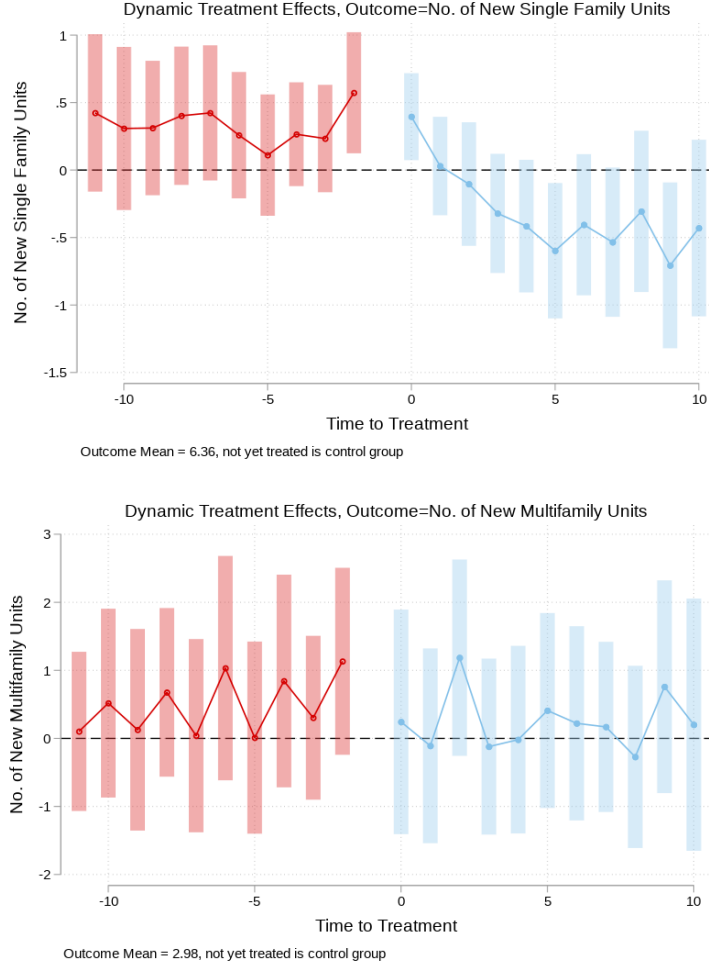 Dynamic Treatment Effects, Outcome=No. of New Single Family Units
No. of New Single Family Units
1
.5
0
-.5
-1
-1.5
-10 -5 0 5 10
Time to Treatment
Outcome Mean = 6.36, not yet treated is control group
Dynamic Treatment Effects, Outcome=No. of New Multifamily Units
No. of New Multifamily Units
3
2
1
0
-1
-2
-10 -5 0 5 10
Time to Treatment
Outcome Mean = 2.98, not yet treated is control group